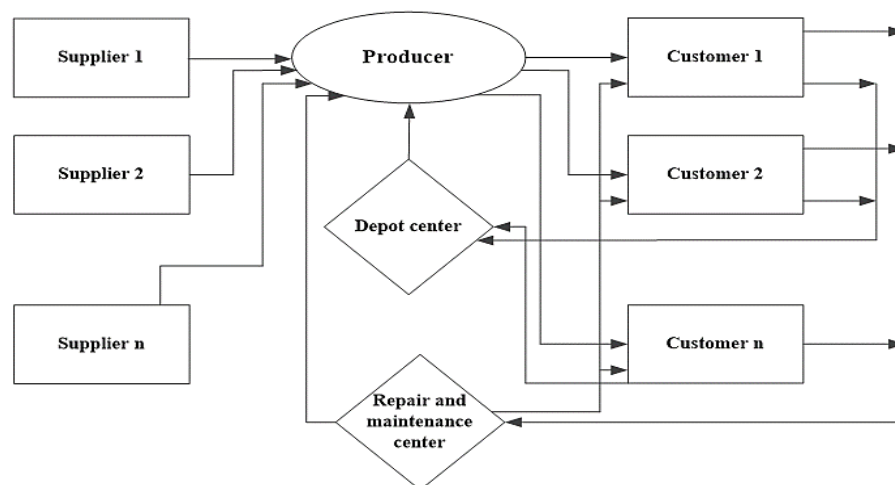 Supplier 1
Producer
Customer 1
Supplier 2
Customer 2
Depot center
Supplier n
Customer n
Repair and
maintenance
center